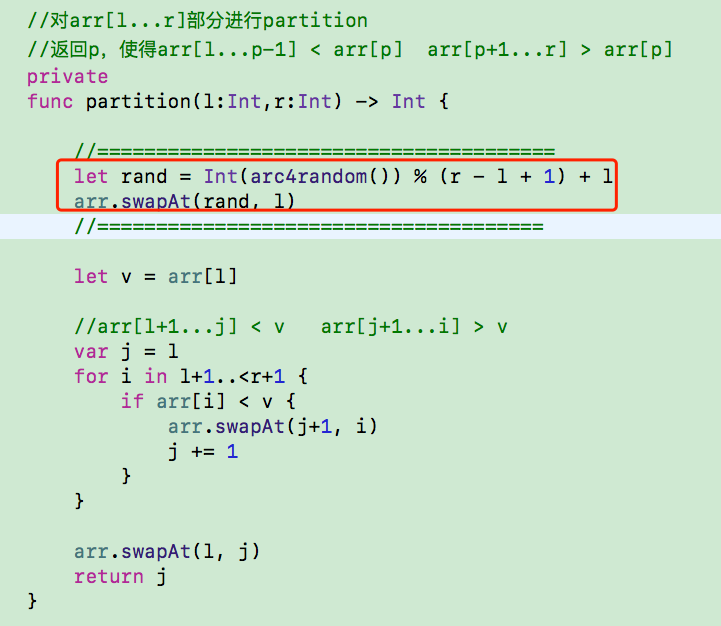 //对arr[l...r]部分进行partition
//返回p，使得arr[l...p-1] < arr[p]  arr[p+1...r] > arr[p]
private
func partition(l:Int,r:Int) -> Int {
    //=======================================
    let rand = Int(arc4random()) % (r - l + 1) + l
    arr.swapAt(rand, l)
    //======================================
    let v = arr[l]
    //arr[l+1...j] < v   arr[j+1...i] > v
    var j = l
    for i in l+1..<r+1 {
        if arr[i] < v {
            arr.swapAt(j+1, i)
            j += 1
        }
    }
    arr.swapAt(l, j)
    return j
}